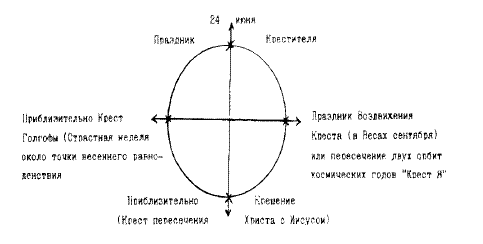 24 июня
Праздник Крестителя
Приблизительно Крест
Голгофы (Страстная неделя
около точки весеннего равно-
денствия
Праздник Воздвижения
Креста (в Весах сентября)
или пересечение двух орбит
космических годов "Крест Я"
Приблизительно Крещение
(Крест пересечения Христа с Иисусом)